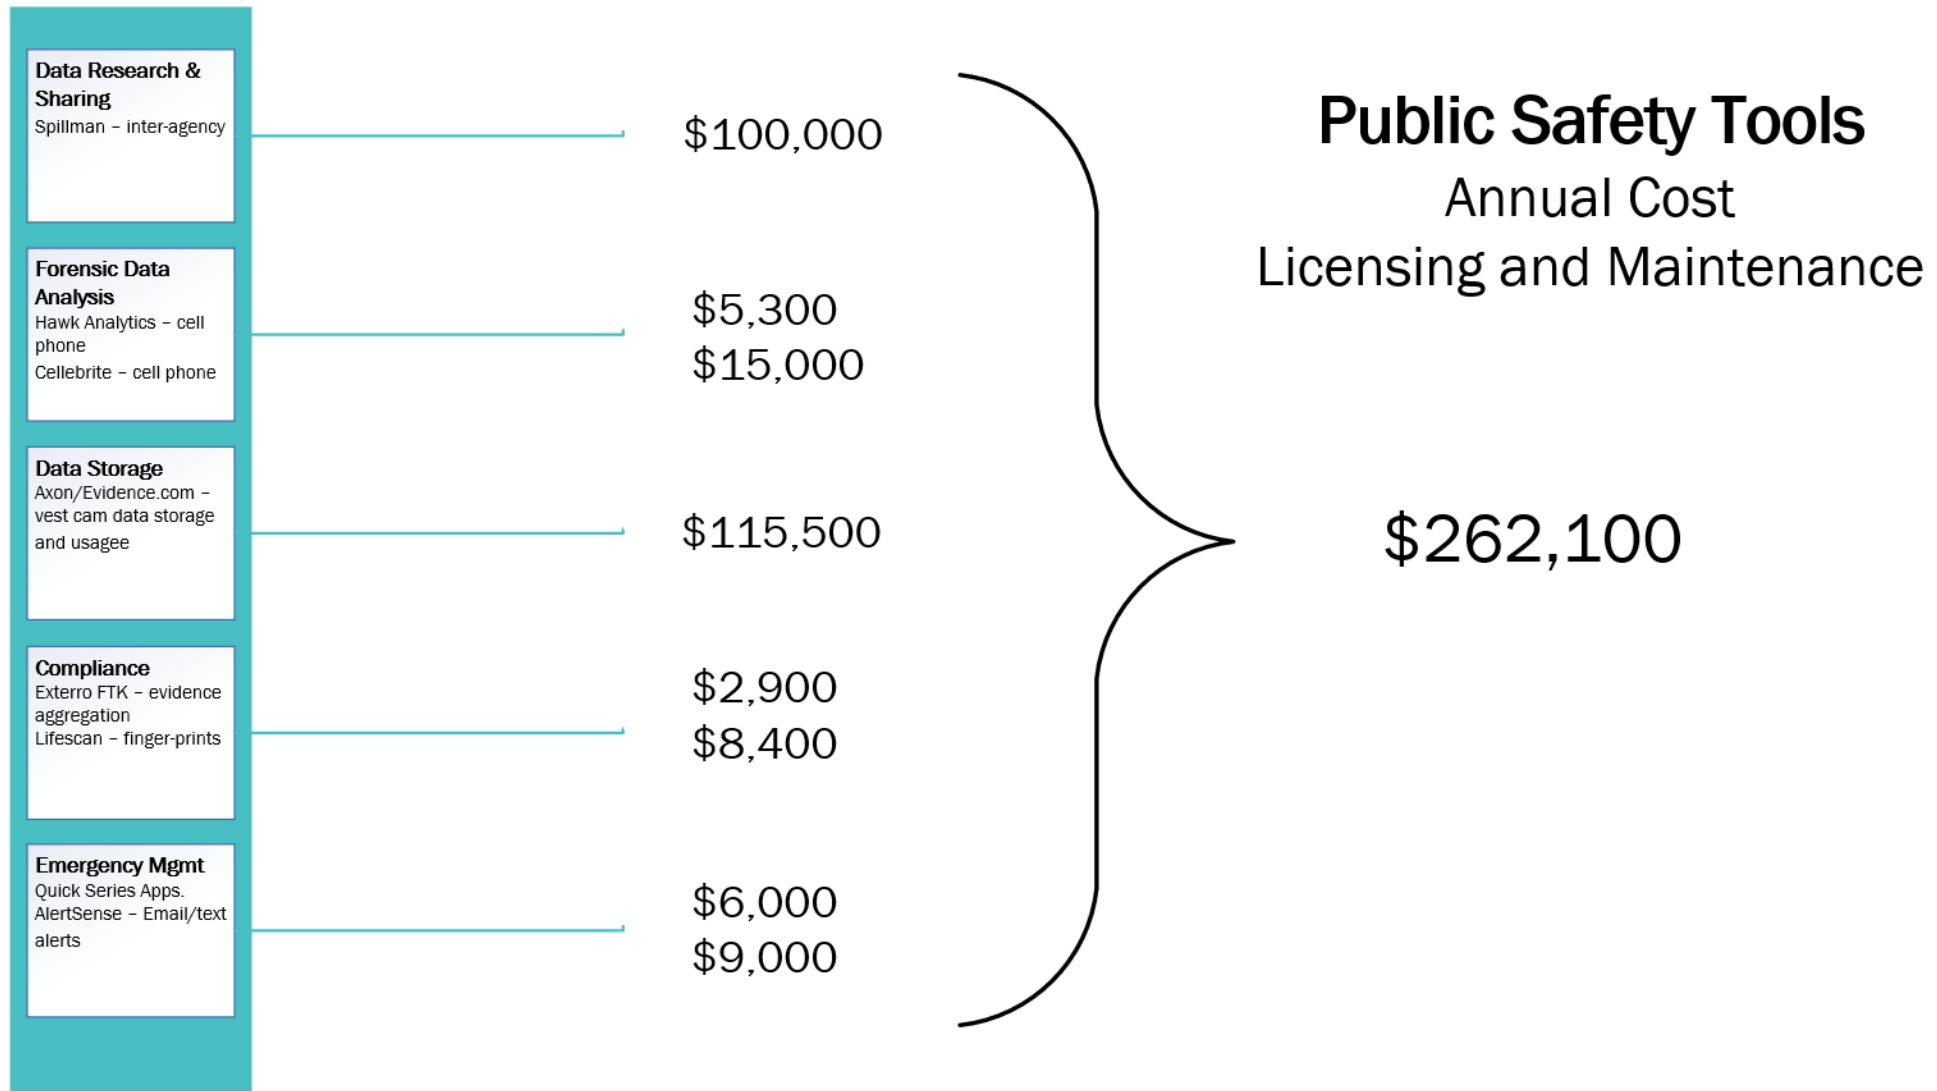 Data Research &
Sharing
Spillman – inter-agency
$100,000
Forensic Data
Analysis
Hawk Analytics – cell
phone
Cellebrite – cell phone
$5,300
$15,000
Data Storage
Axon/Evidence.com –
vest cam data storage
and usagee
$115,500
Compliance
Exterro FTK – evidence
aggregation
Lifescan – finger-prints
$2,900
$8,400
Emergency Mgmt
Quick Series Apps.
AlertSense – Email/text
alerts
$6,000
$9,000
Public Safety Tools
Annual Cost
Licensing and Maintenance
$262,100